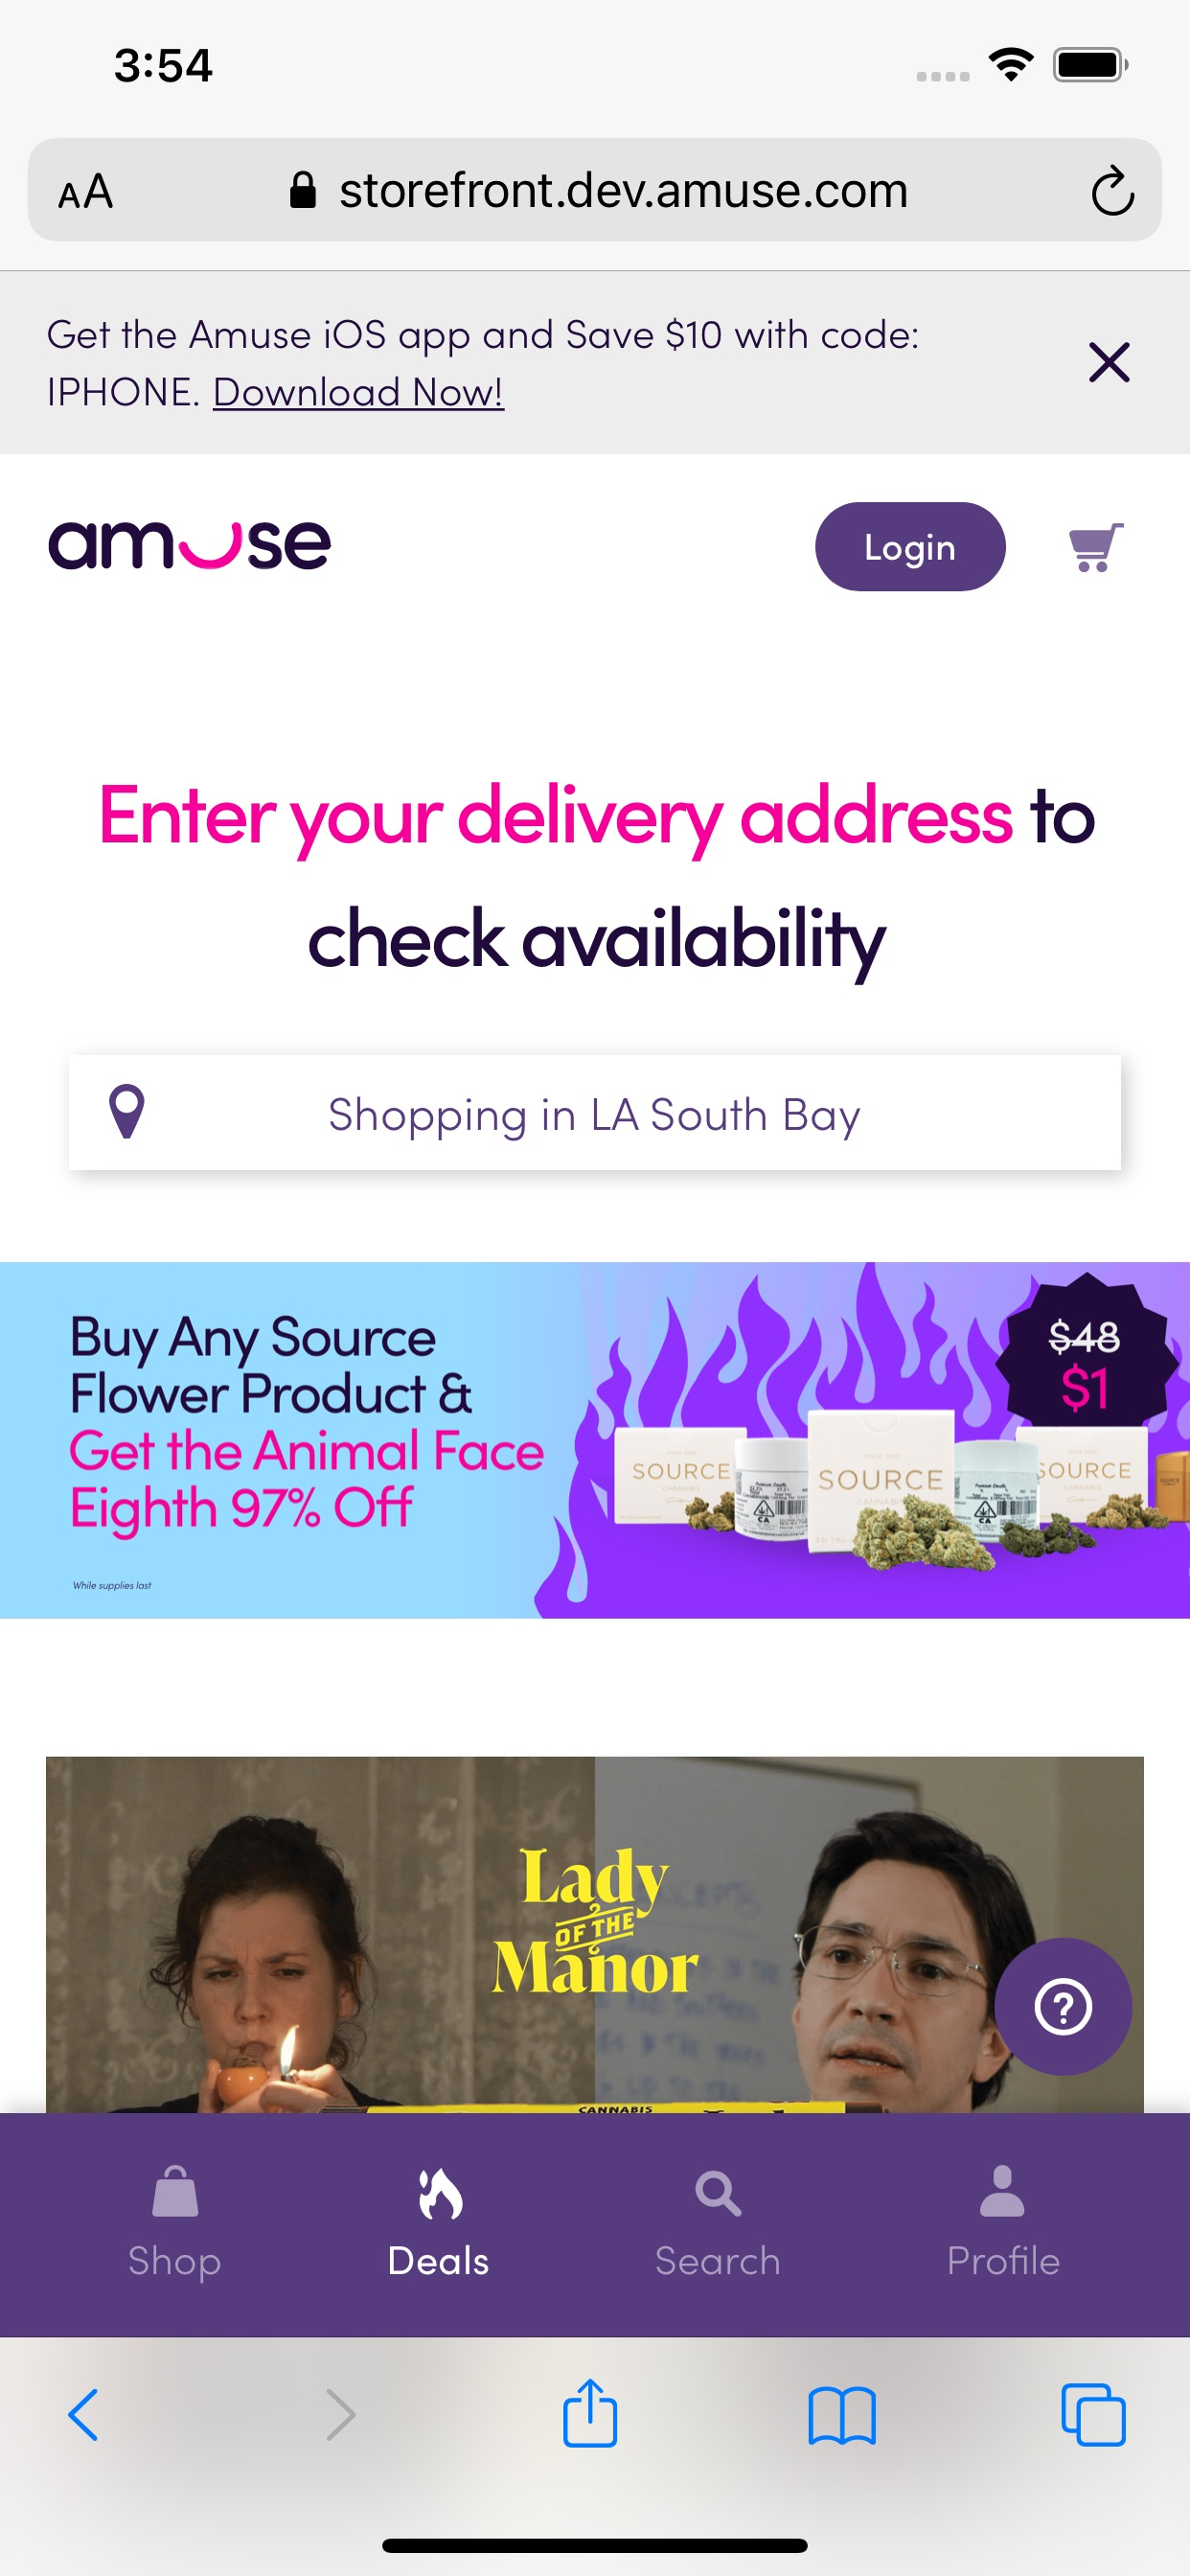 3:54
AA storefront.dev.amuse.com
Get the Amuse iOS app and Save $10 with code:
IPHONE. Download Now!
amuse
Login
Enter your delivery address to
check availability
Shopping in LA South Bay
Buy Any Source
Flower Product &
Get the Animal Face
Eighth 97% Off
While supplies last
$48
$1
SOURCE
SOURCE
SOURCE
Lady
OF THE
Manor
CANNABIS
Shop
Deals
Search
Profile